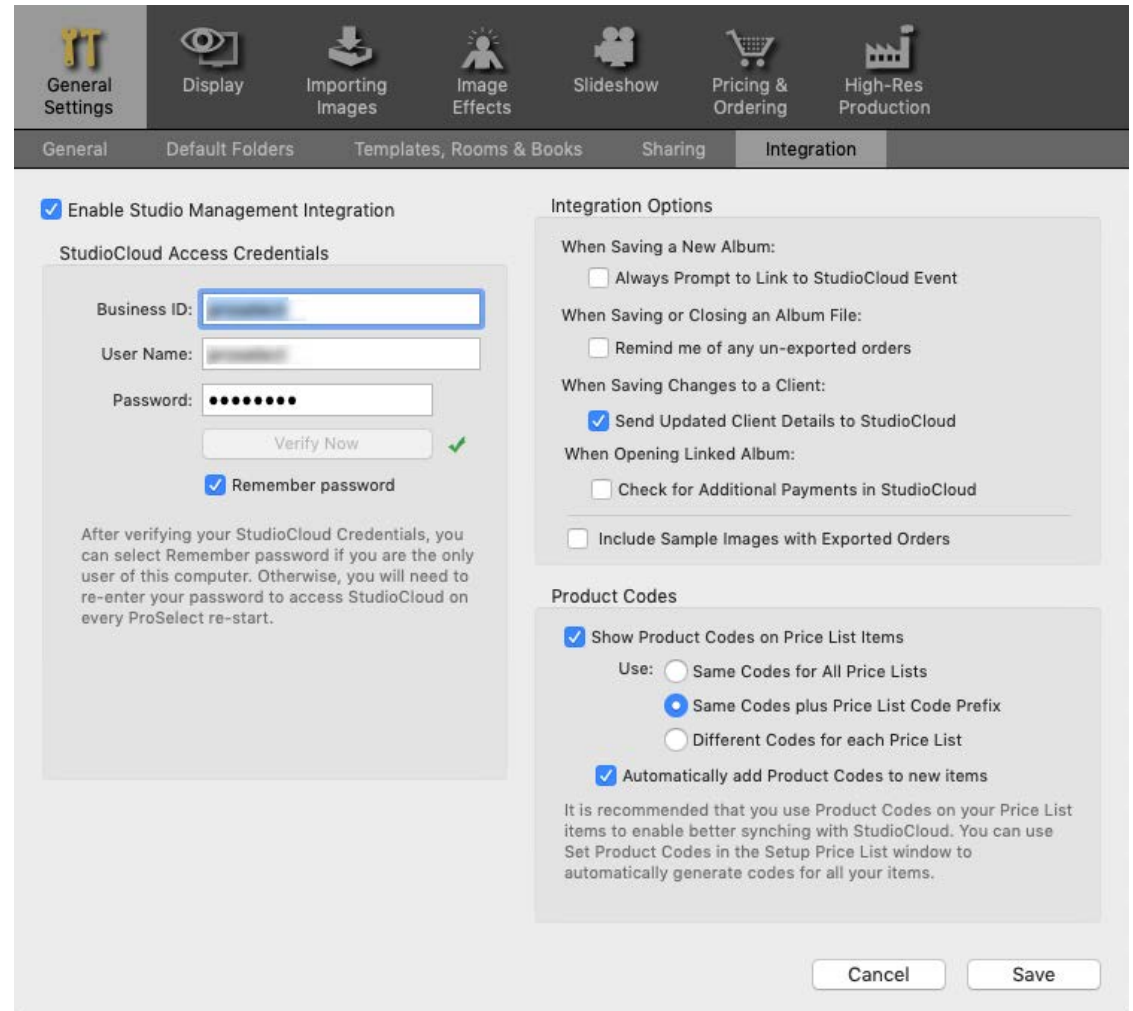 General
Settings
Display
Importing
Images
Image
Effects
Slideshow
Pricing &
Ordering
High-Res
Production
General
Default Folders
Templates, Rooms & Books
Sharing
Integration
Enable Studio Management Integration
StudioCloud Access Credentials
Business ID:
User Name:
Password:
Verify Now
Remember password
After verifying your StudioCloud Credentials, you
can select Remember password if you are the only
user of this computer. Otherwise, you will need to
re-enter your password to access StudioCloud on
every ProSelect re-start.
Integration Options
When Saving a New Album:
Always Prompt to Link to StudioCloud Event
When Saving or Closing an Album File:
Remind me of any un-exported orders
When Saving Changes to a Client:
Send Updated Client Details to StudioCloud
When Opening Linked Album:
Check for Additional Payments in StudioCloud
Include Sample Images with Exported Orders
Product Codes
Show Product Codes on Price List Items
Use:
Same Codes for All Price Lists
Same Codes plus Price List Code Prefix
Different Codes for each Price List
Automatically add Product Codes to new items
It is recommended that you use Product Codes on your Price List
items to enable better synching with StudioCloud. You can use
Set Product Codes in the Setup Price List window to
automatically generate codes for all your items.
Cancel
Save